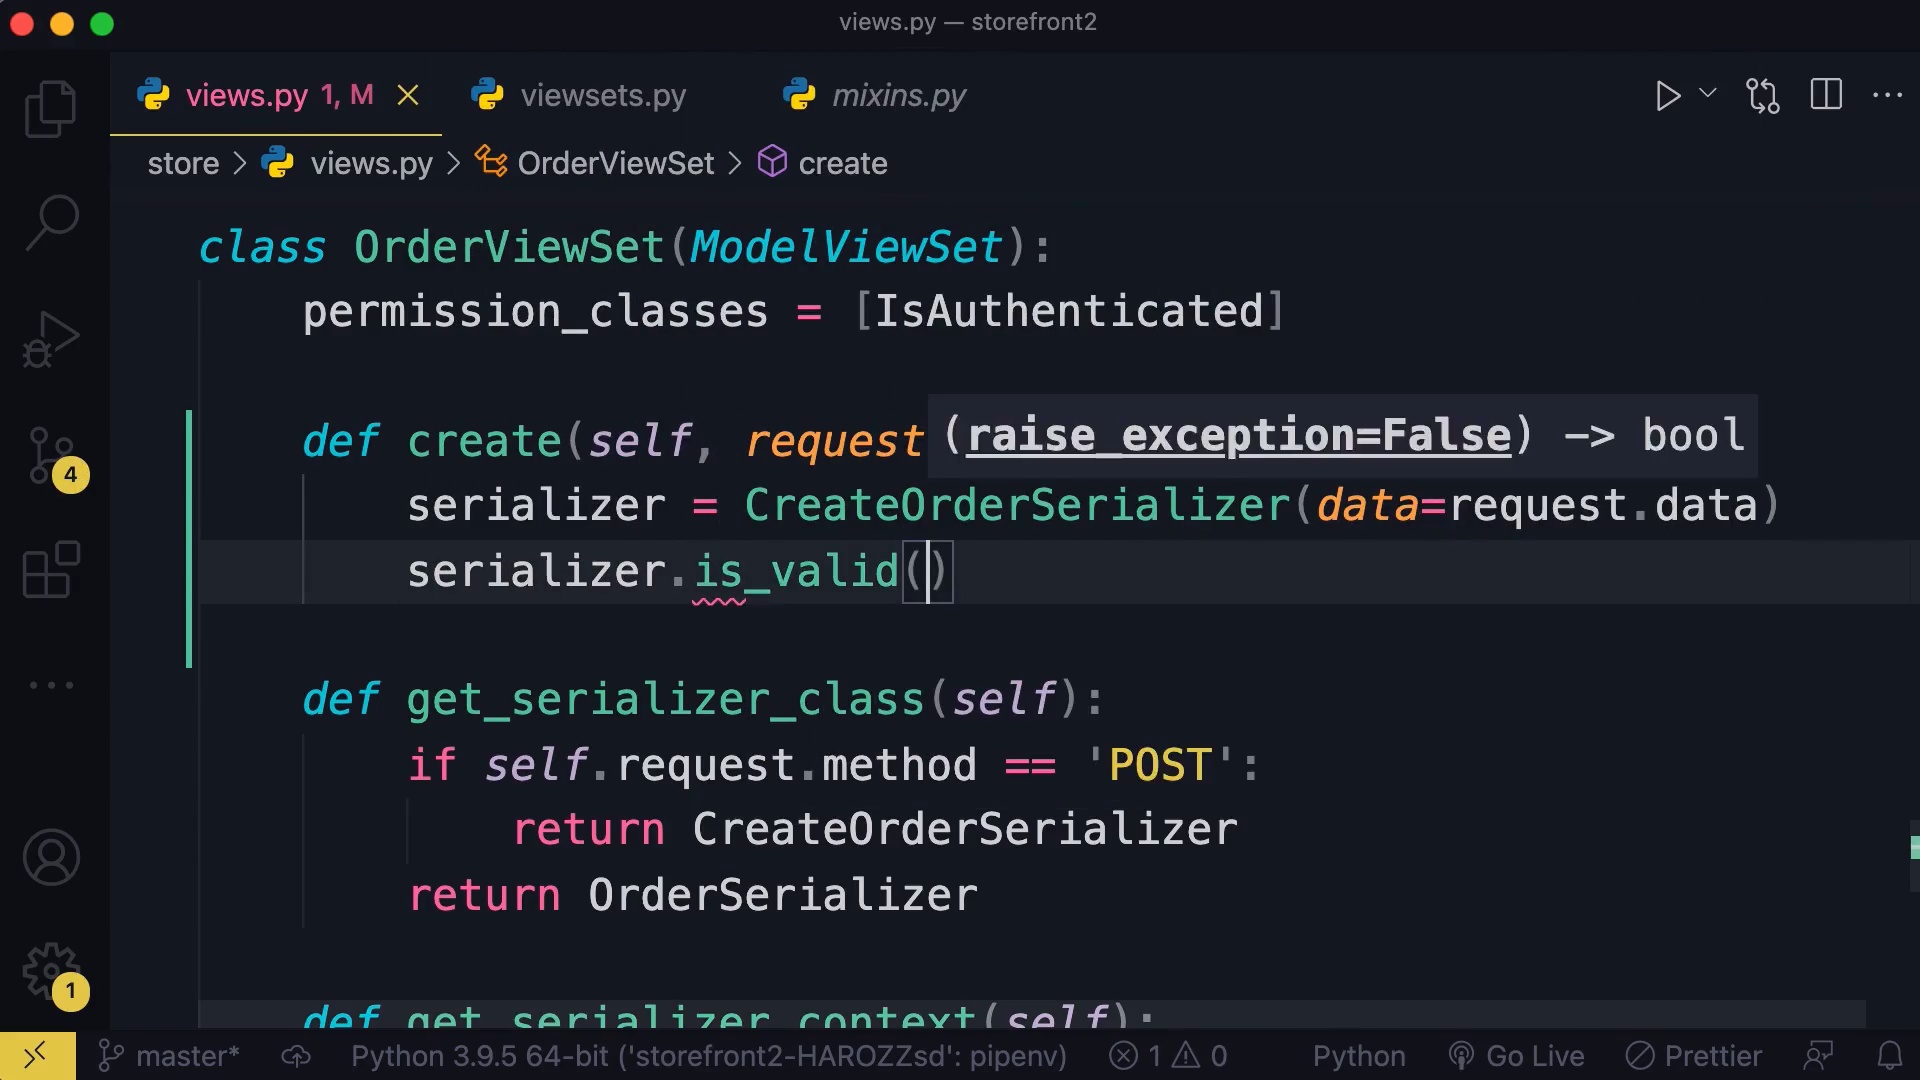 views.py — storefront2
views.py 1, M
viewsets.py
mixins.py
store > views.py > OrderViewSet > create
class OrderViewSet(ModelViewSet):
permission_classes = [IsAuthenticated]
def create(self, request
(raise_exception=False) -> bool
serializer = CreateOrderSerializer(data=request.data)
serializer.is_valid()
def get_serializer_class(self):
if self.request.method == 'POST':
return CreateOrderSerializer
return OrderSerializer
def get_serializer_context(self):
4
1
master* Python 3.9.5 64-bit ('storefront2-HAROZZsd': pipenv) 1 0 Python Go Live Prettier